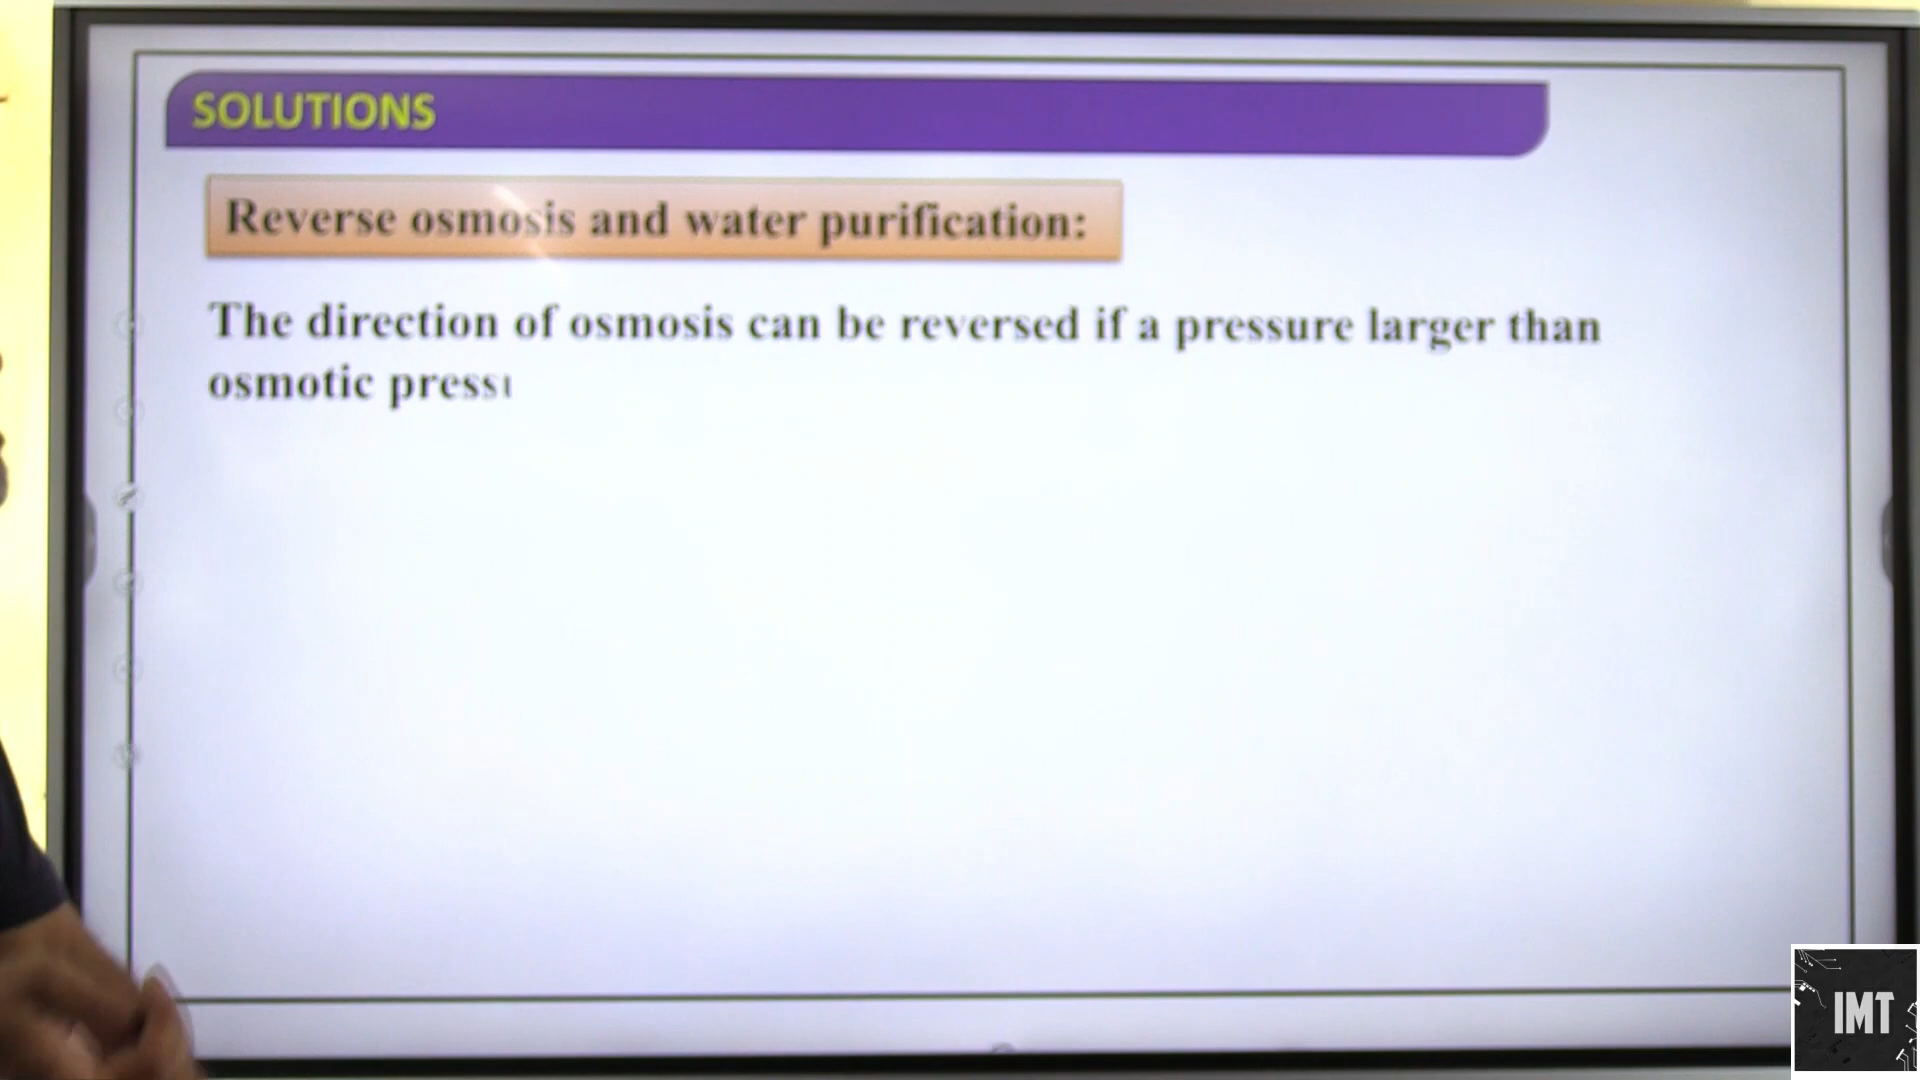 SOLUTIONS
Reverse osmosis and water purification:
The direction of osmosis can be reversed if a pressure larger than
osmotic
IMT